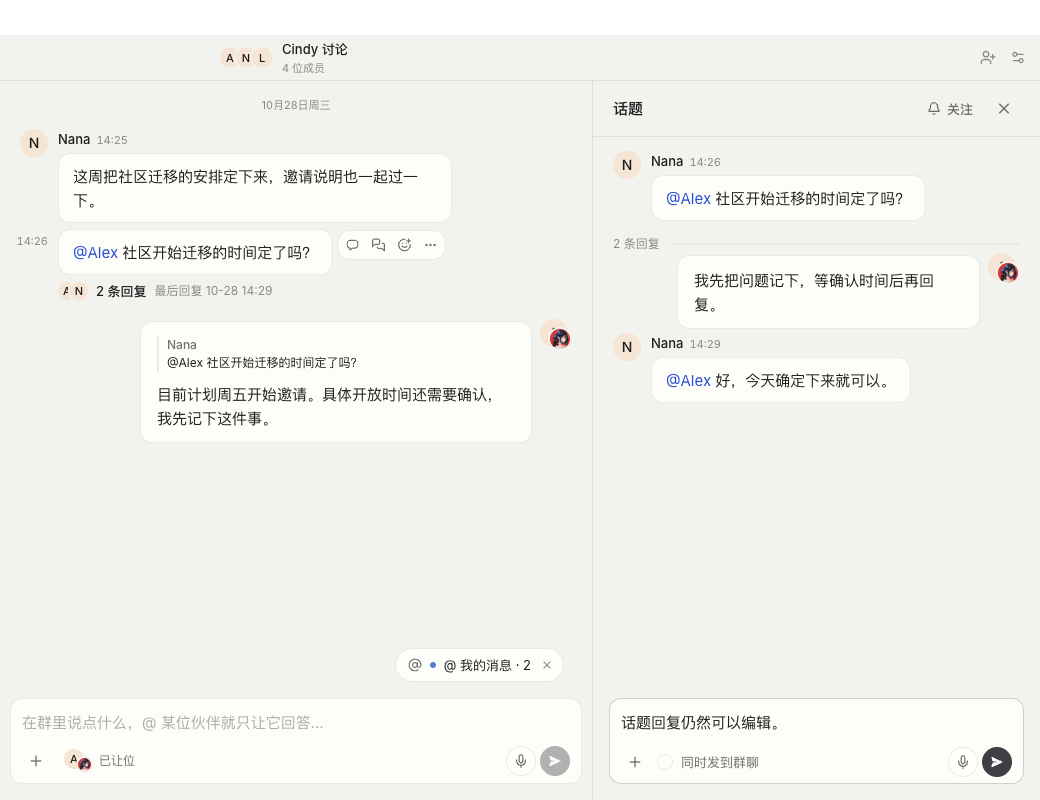 A N L
Cindy 讨论
4 位成员
10月28日周三
N
Nana 14:25
这周把社区迁移的安排定下来，邀请说明也一起过一
下。
14:26
@Alex 社区开始迁移的时间定了吗？
A N 2 条回复 最后回复 10-28 14:29
Nana
@Alex 社区开始迁移的时间定了吗？
目前计划周五开始邀请。具体开放时间还需要确认，
我先记下这件事。
@ @ 我的消息 · 2
在群里说点什么，@ 某位伙伴就只让它回答...
A 已让位
话题
关注
N
Nana 14:26
@Alex 社区开始迁移的时间定了吗？
2 条回复
我先把问题记下，等确认时间后再回
复。
N
Nana 14:29
@Alex 好，今天确定下来就可以。
话题回复仍然可以编辑。
同时发到群聊